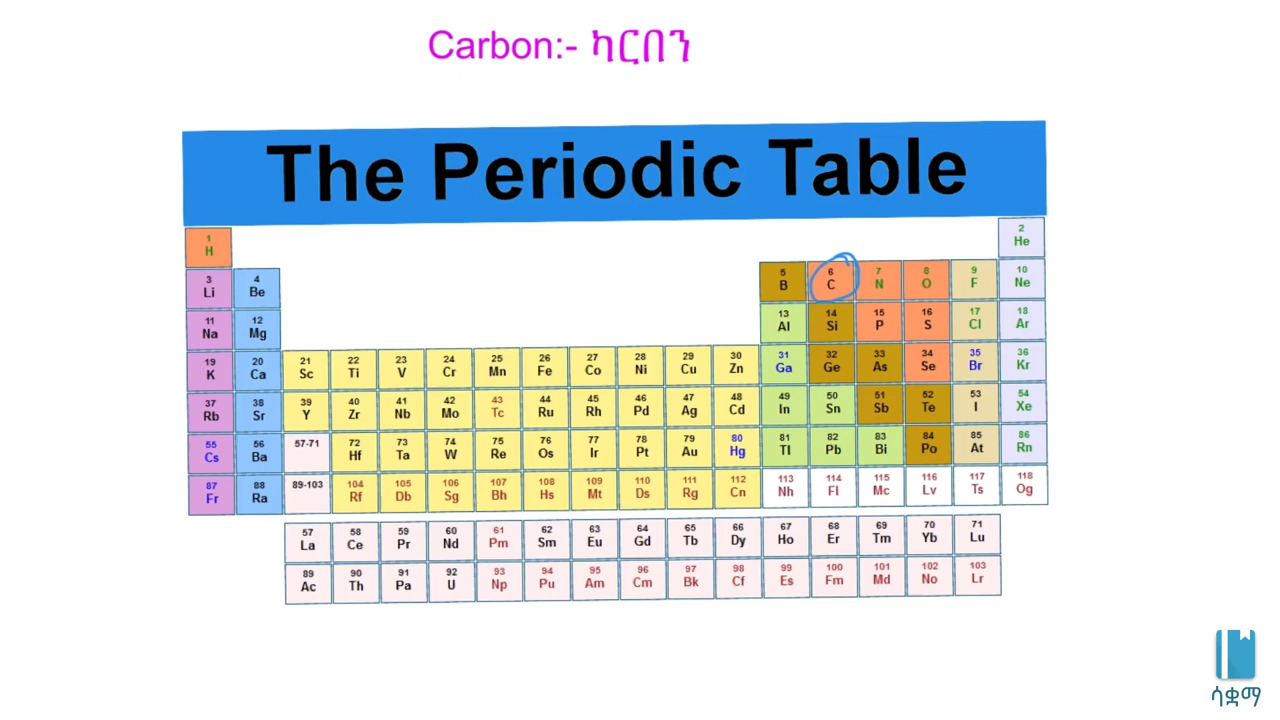 Carbon:- ካርበን
The Periodic Table
1 2
H He
3 4 5 6 7 8 9 10
Li Be B C N O F Ne
11 12 13 14 15 16 17 18
Na Mg Al Si P S Cl Ar
19 20 21 22 23 24 25 26 27 28 29 30 31 32 33 34 35 36
K Ca Sc Ti V Cr Mn Fe Co Ni Cu Zn Ga Ge As Se Br Kr
37 38 39 40 41 42 43 44 45 46 47 48 49 50 51 52 53 54
Rb Sr Y Zr Nb Mo Tc Ru Rh Pd Ag Cd In Sn Sb Te I Xe
55 56 57-71 72 73 74 75 76 77 78 79 80 81 82 83 84 85 86
Cs Ba Hf Ta W Re Os Ir Pt Au Hg Tl Pb Bi Po At Rn
87 88 89-103 104 105 106 107 108 109 110 111 112 113 114 115 116 117 118
Fr Ra Rf Db Sg Bh Hs Mt Ds Rg Cn Nh Fl Mc Lv Ts Og
57 58 59 60 61 62 63 64 65 66 67 68 69 70 71
La Ce Pr Nd Pm Sm Eu Gd Tb Dy Ho Er Tm Yb Lu
89 90 91 92 93 94 95 96 97 98 99 100 101 102 103
Ac Th Pa U Np Pu Am Cm Bk Cf Es Fm Md No Lr
ሳቋማ